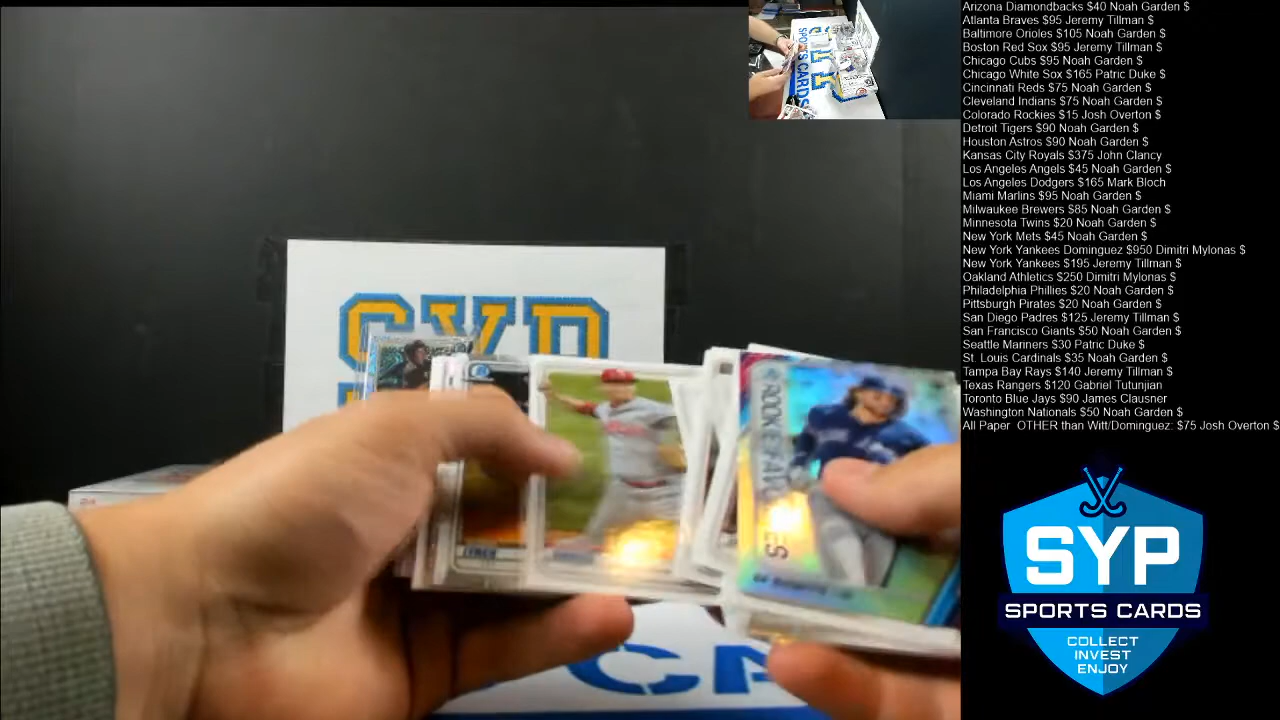 Arizona Diamondbacks $40 Noah Garden $
Atlanta Braves $95 Jeremy Tillman $
Baltimore Orioles $105 Noah Garden $
Boston Red Sox $95 Jeremy Tillman $
Chicago Cubs $95 Noah Garden $
Chicago White Sox $165 Patric Duke $
Cincinnati Reds $75 Noah Garden $
Cleveland Indians $75 Noah Garden $
Colorado Rockies $15 Josh Overton $
Detroit Tigers $90 Noah Garden $
Houston Astros $90 Noah Garden $
Kansas City Royals $375 John Clancy
Los Angeles Angels $45 Noah Garden $
Los Angeles Dodgers $165 Mark Bloch
Miami Marlins $95 Noah Garden $
Milwaukee Brewers $85 Noah Garden $
Minnesota Twins $20 Noah Garden $
New York Mets $45 Noah Garden $
New York Yankees Dominguez $950 Dimitri Mylonas $
New York Yankees $195 Jeremy Tillman $
Oakland Athletics $250 Dimitri Mylonas $
Philadelphia Phillies $20 Noah Garden $
Pittsburgh Pirates $20 Noah Garden $
San Diego Padres $125 Jeremy Tillman $
San Francisco Giants $50 Noah Garden $
Seattle Mariners $30 Patric Duke $
St. Louis Cardinals $35 Noah Garden $
Tampa Bay Rays $140 Jeremy Tillman $
Texas Rangers $120 Gabriel Tutunjian
Toronto Blue Jays $90 James Clausner
Washington Nationals $50 Noah Garden $
All Paper OTHER than Witt/Dominguez: $75 Josh Overton $
SYP
SPORTS CARDS
COLLECT
INVEST
ENJOY
SPORTS CARDS
SYP
LYNCH
CA